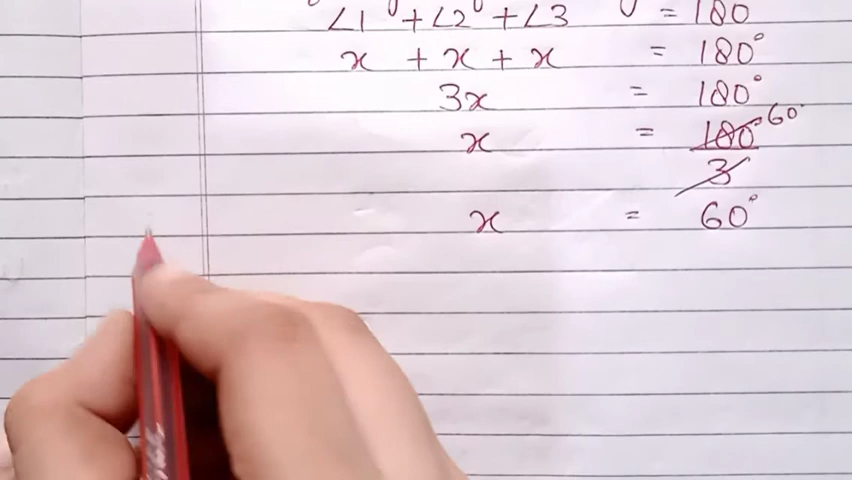 ∠1 + ∠2 + ∠3 = 180
x + x + x = 180°
3x = 180°
x = 180° 60°
3
x = 60°